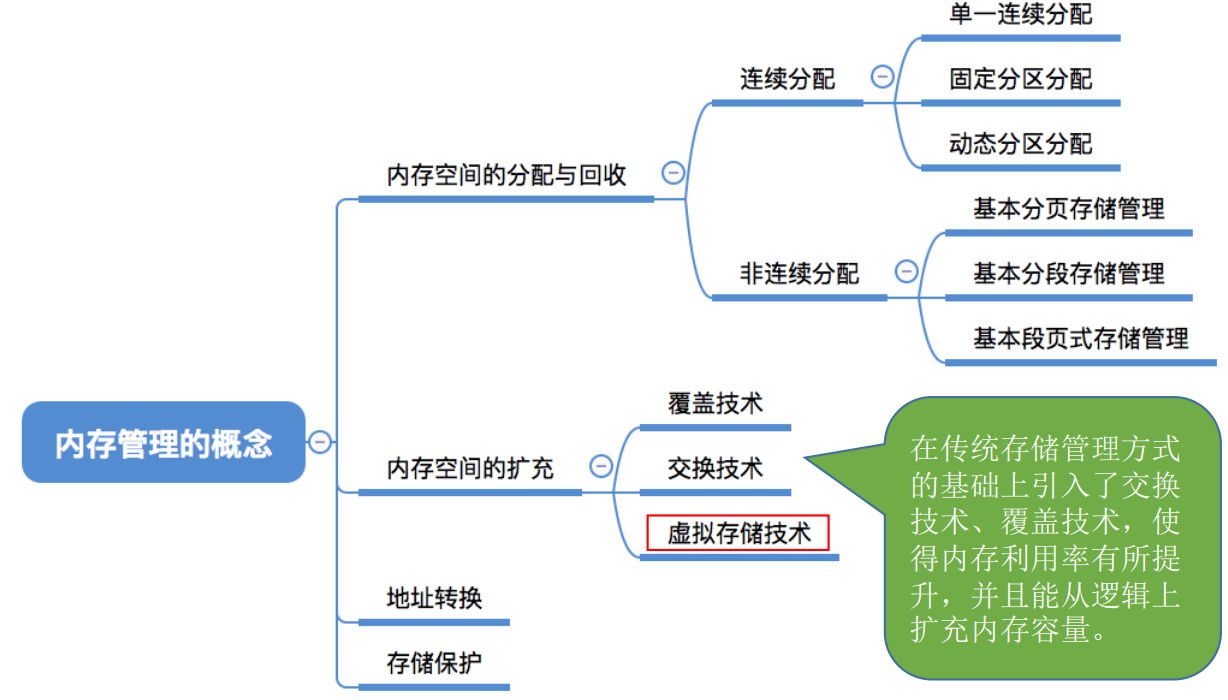 内存管理的概念
内存空间的分配与回收
连续分配
单一连续分配
固定分区分配
动态分区分配
非连续分配
基本分页存储管理
基本分段存储管理
基本段页式存储管理
内存空间的扩充
覆盖技术
交换技术
虚拟存储技术
地址转换
存储保护
在传统存储管理方式
的基础上引入了交换
技术、覆盖技术，使
得内存利用率有所提
升，并且能从逻辑上
扩充内存容量。